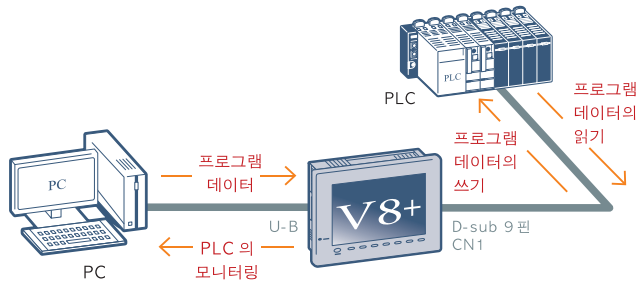 PLC
PLC
프로그램
데이터의
읽기
프로그램
데이터의
쓰기
프로그램
데이터
PC
V8+
U-B
D-sub 9핀
CN1
PLC 의
모니터링
PC